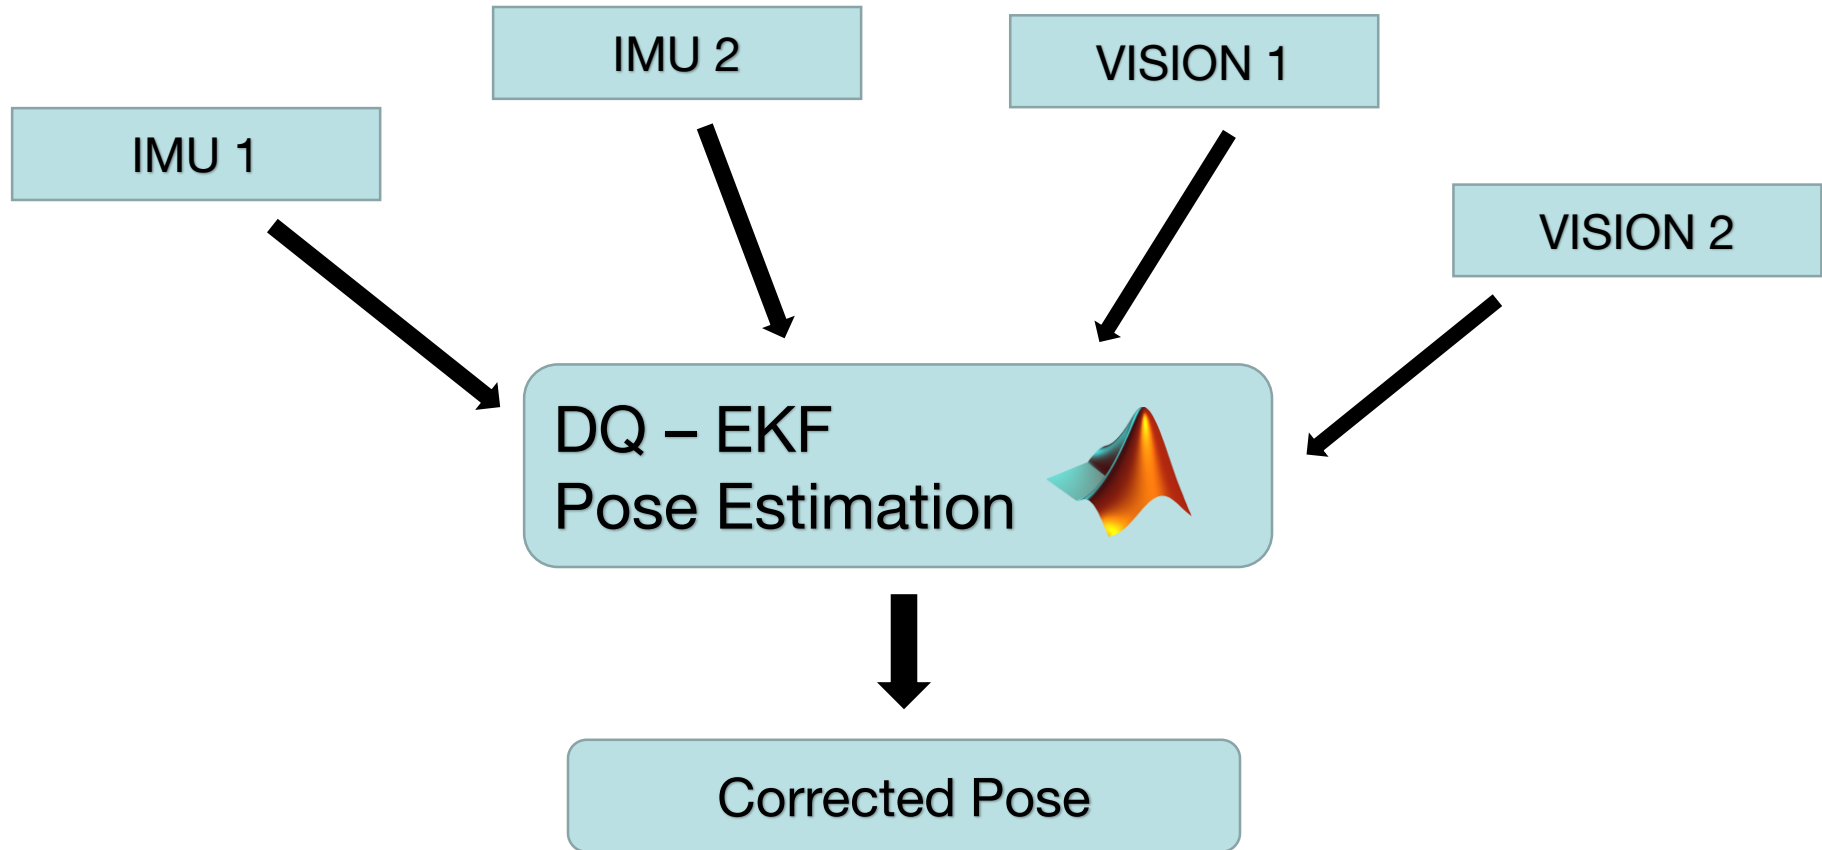 IMU 1
IMU 2
VISION 1
VISION 2
DQ – EKF
Pose Estimation
Corrected Pose